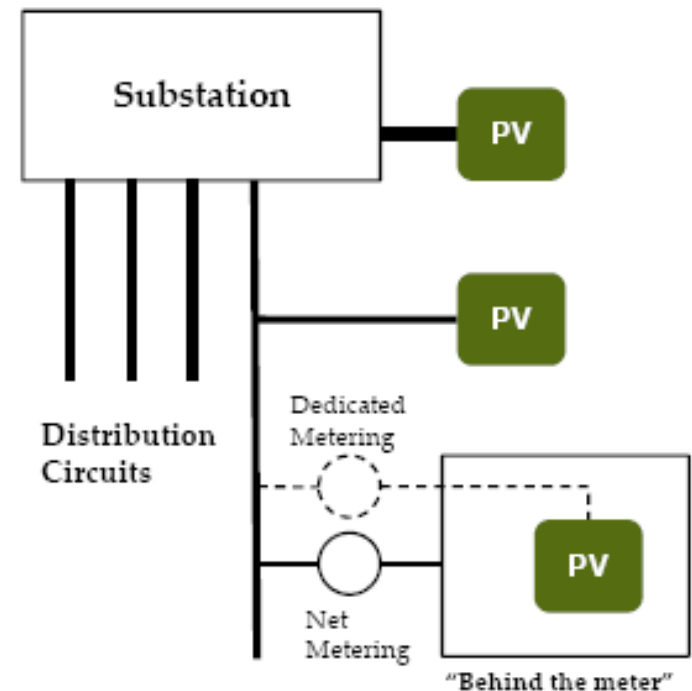 Substation
PV
PV
Dedicated
Metering
Distribution
Circuits
PV
Net
Metering
"Behind the meter"